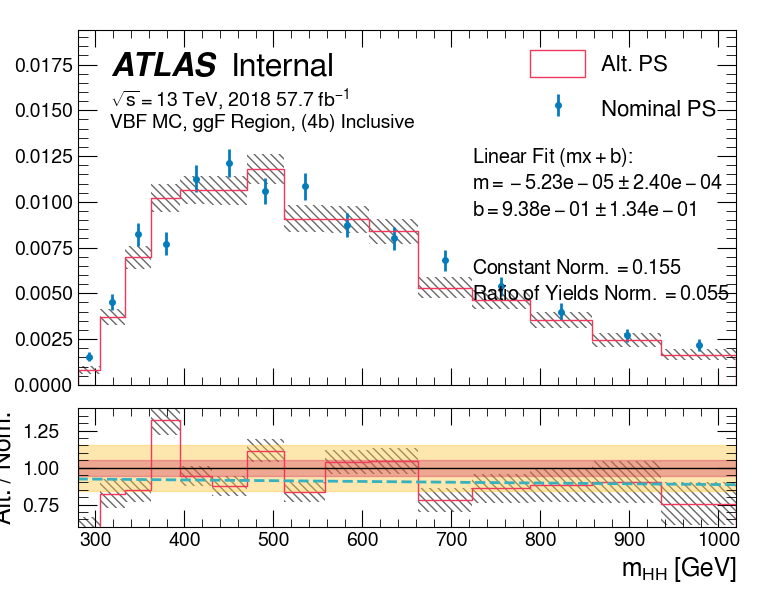 ATLAS Internal
√s = 13 TeV, 2018 57.7 fb⁻¹
VBF MC, ggF Region, (4b) Inclusive
Alt. PS
Nominal PS
Linear Fit (mx + b):
m = − 5.23e − 05 ± 2.40e − 04
b = 9.38e − 01 ± 1.34e − 01
Constant Norm. = 0.155
Ratio of Yields Norm. = 0.055
0.0175
0.0150
0.0125
0.0100
0.0075
0.0050
0.0025
0.0000
Alt. / Nom.
1.25
1.00
0.75
300 400 500 600 700 800 900 1000
m_HH [GeV]